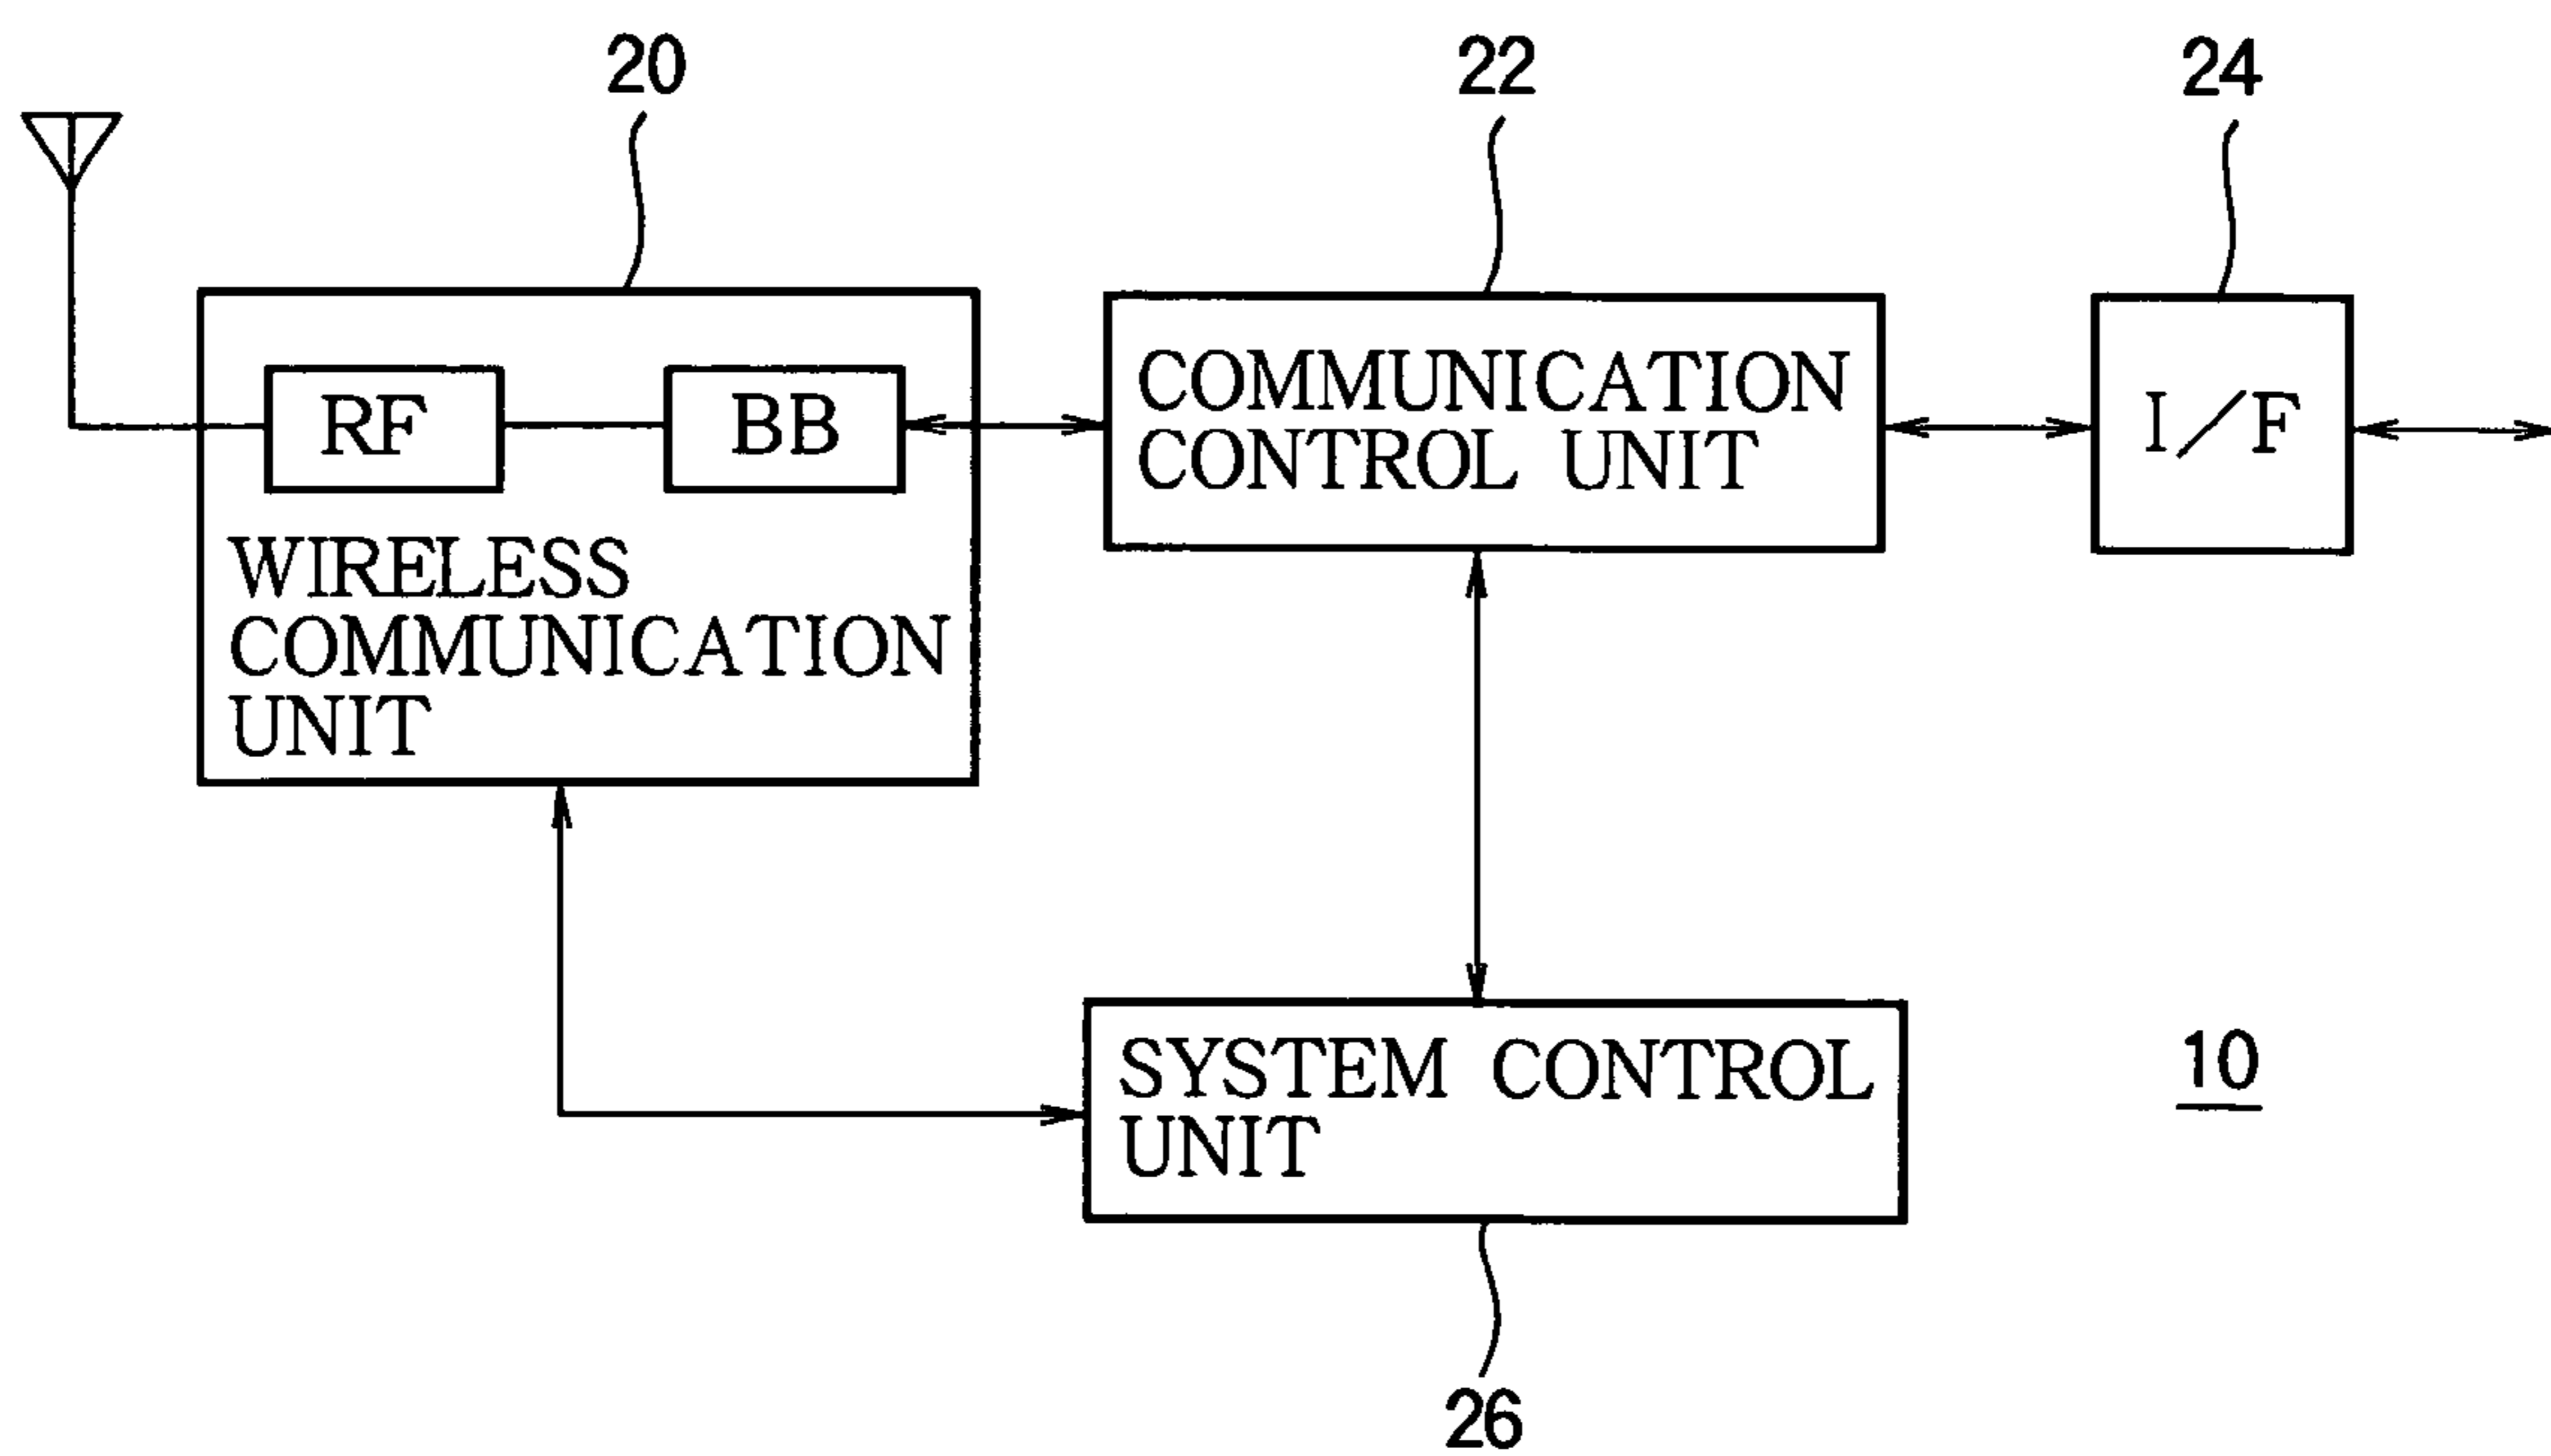 20
22
24
RF
BB
WIRELESS
COMMUNICATION
UNIT
COMMUNICATION
CONTROL UNIT
I/F
SYSTEM CONTROL
UNIT
10
26